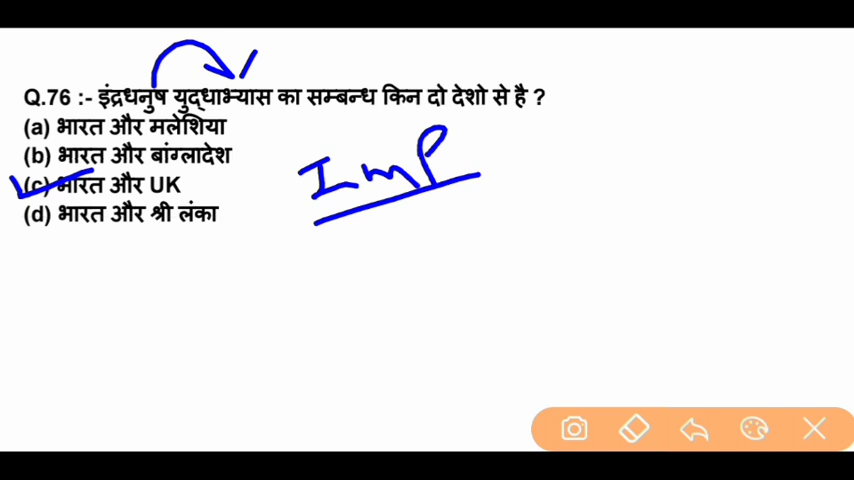 Q.76 :- इंद्रधनुष युद्धाभ्यास का सम्बन्ध किन दो देशो से है ?
(a) भारत और मलेशिया
(b) भारत और बांग्लादेश
(c) भारत और UK
(d) भारत और श्री लंका
ImP